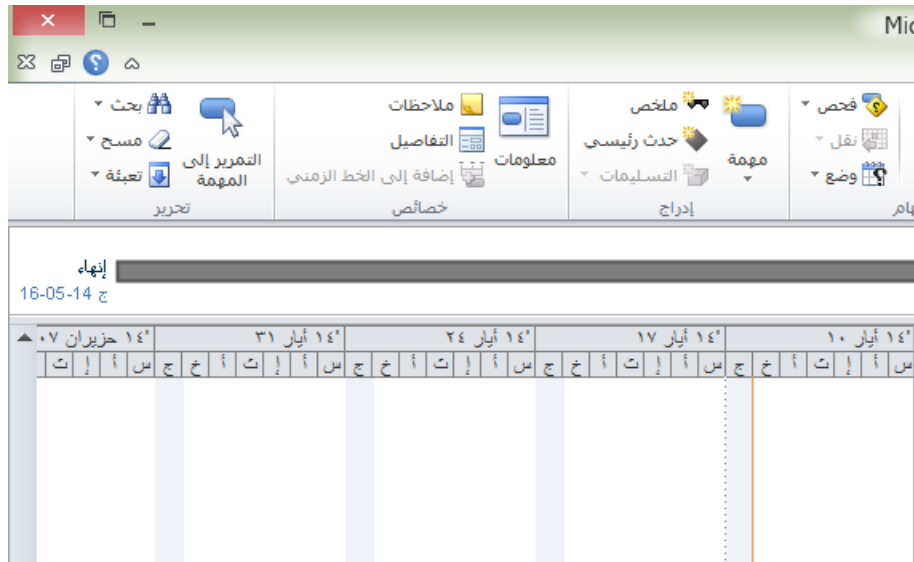 Mic
فحص
نقل
وضع
مهام
مهمة
ملخص
حدث رئيسي
التسليمات
إدراج
معلومات
ملاحظات
التفاصيل
إضافة إلى الخط الزمني
خصائص
التمرير إلى
المهمة
بحث
مسح
تعبئة
تحرير
إنهاء
ج 16-05-14
١٠ أيار ١٤' ١٧ أيار ١٤' ٢٤ أيار ١٤' ٣١ أيار ١٤' ٠٧ حزيران ١٤'
س أ إ ث أ خ ج س أ إ ث أ خ ج س أ إ ث أ خ ج س أ إ ث أ خ ج س أ إ ث